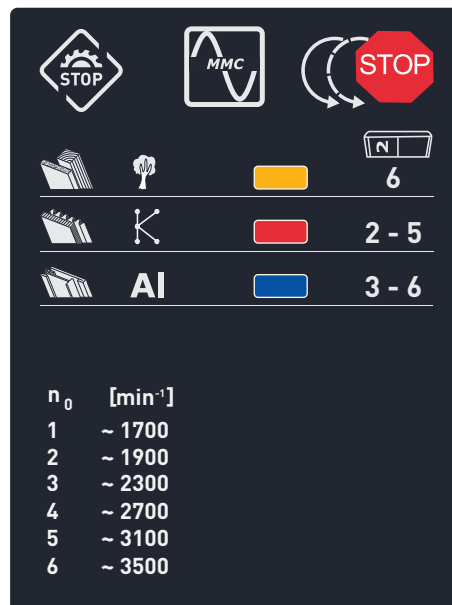 STOP
MMC
STOP
N
6
2 - 5
Al 3 - 6
n0 [min-1]
1 ~ 1700
2 ~ 1900
3 ~ 2300
4 ~ 2700
5 ~ 3100
6 ~ 3500